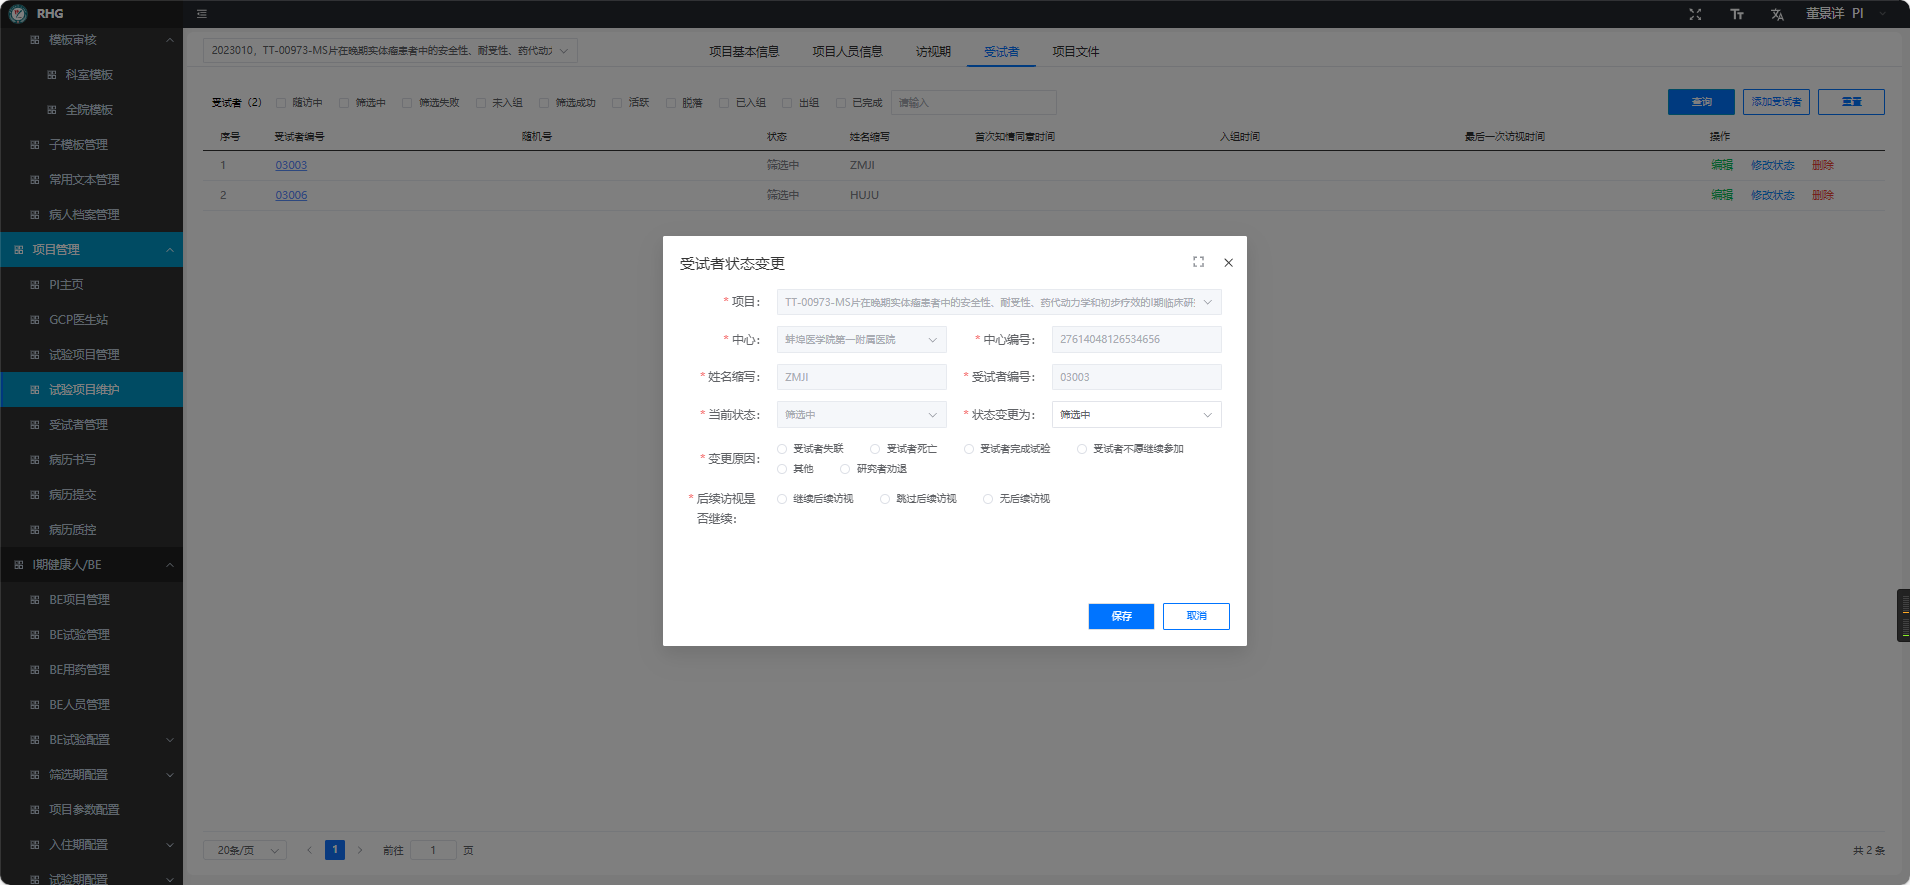 RHG
董景详 PI
模板审核
科室模板
全院模板
子模板管理
常用文本管理
病人档案管理
项目管理
PI主页
GCP医生站
试验项目管理
试验项目维护
受试者管理
病历书写
病历提交
病历质控
I期健康人/BE
BE项目管理
BE试验管理
BE用药管理
BE人员管理
BE试验配置
筛选期配置
项目参数配置
入住期配置
试验期配置
2023010，TT-00973-MS片在晚期实体瘤患者中的安全性、耐受性、药代动力
项目基本信息 项目人员信息 访视期 受试者 项目文件
受试者（2） 随访中 筛选中 筛选失败 未入组 筛选成功 活跃 脱落 已入组 出组 已完成 请输入 查询 添加受试者 重置
序号 受试者编号 随机号 状态 姓名缩写 首次知情同意时间 入组时间 最后一次访视时间 操作
1 03003 筛选中 ZMJI 编辑 修改状态 删除
2 03006 筛选中 HUJU 编辑 修改状态 删除
受试者状态变更
* 项目： TT-00973-MS片在晚期实体瘤患者中的安全性、耐受性、药代动力学和初步疗效的I期临床研
* 中心： 蚌埠医学院第一附属医院 * 中心编号： 27614048126534656
* 姓名缩写： ZMJI * 受试者编号： 03003
* 当前状态： 筛选中 * 状态变更为： 筛选中
* 变更原因： 受试者失联 受试者死亡 受试者完成试验 受试者不愿继续参加
其他 研究者劝退
* 后续访视是 继续后续访视 跳过后续访视 无后续访视
否继续：
保存 取消
20条/页 1 前往 1 页 共 2 条